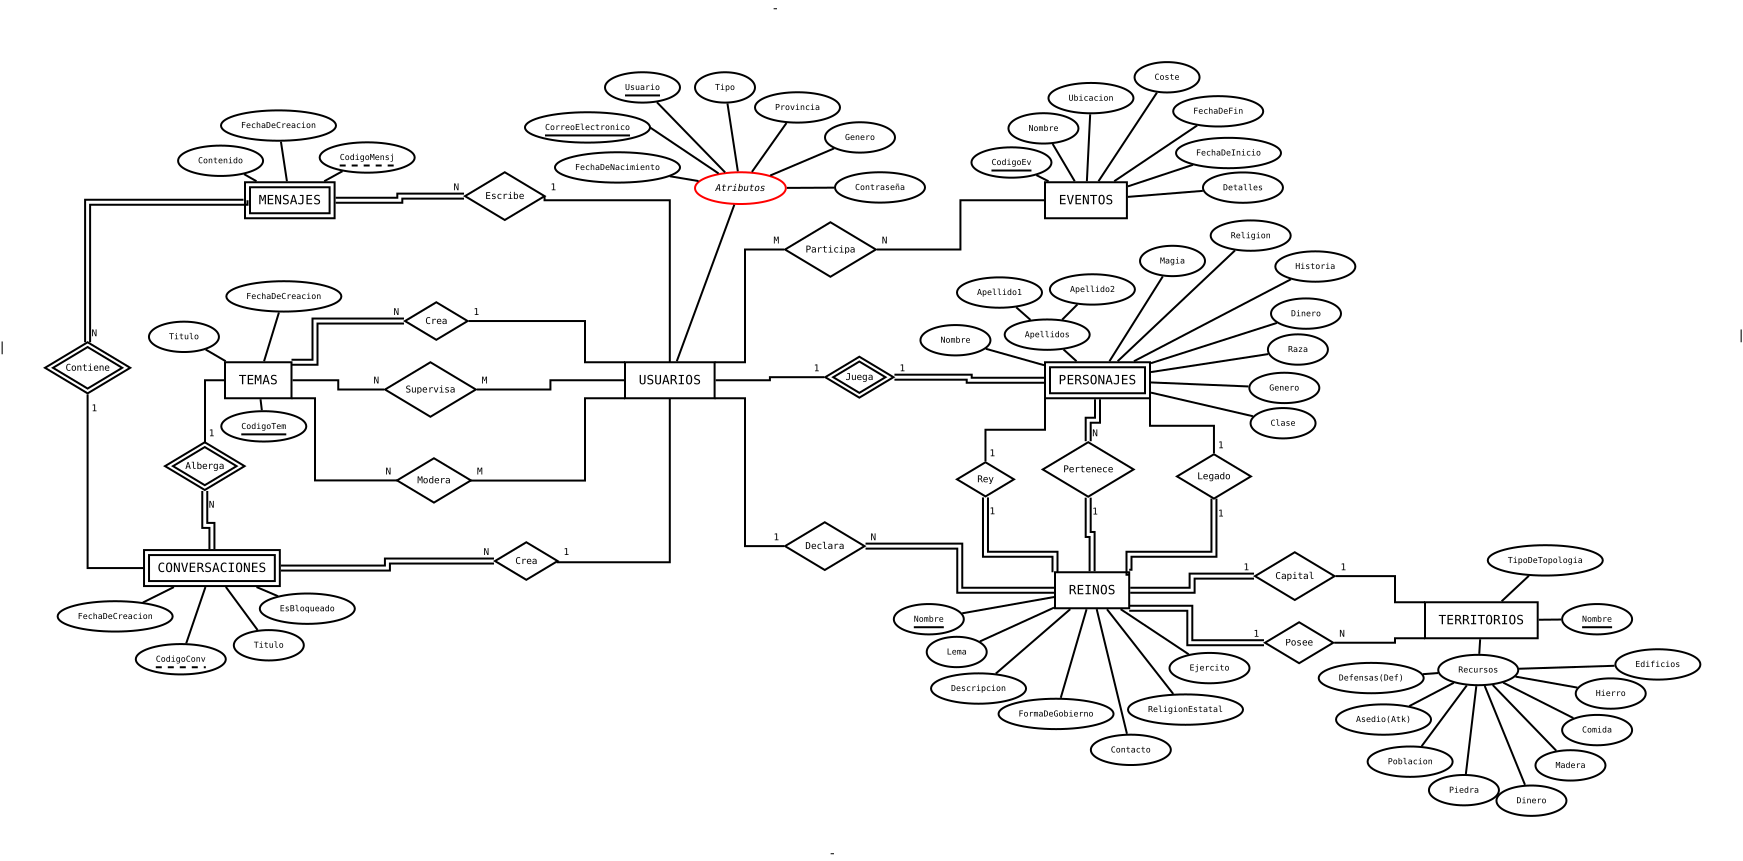 Coste
Usuario
Tipo
Ubicacion
Provincia
FechaDeFin
FechaDeCreacion
CorreoElectronico
Nombre
Genero
Contenido
CodigoMensj
FechaDeNacimiento
CodigoEv
FechaDeInicio
Atributos
Contraseña
Detalles
MENSAJES
N
Escribe
1
EVENTOS
M
Participa
N
Religion
Magia
Historia
FechaDeCreacion
Apellido1
Apellido2
Titulo
N
Crea
1
Nombre
Apellidos
Dinero
N
Contiene
1
Raza
TEMAS
N
Supervisa
M
USUARIOS
1
Juega
1
PERSONAJES
Genero
Clase
CodigoTem
1
Alberga
N
N
Modera
M
1
Rey
1
N
Pertenece
1
1
Legado
1
1
Declara
N
CONVERSACIONES
N
Crea
1
TipoDeTopologia
1
Capital
1
REINOS
TERRITORIOS
Nombre
FechaDeCreacion
EsBloqueado
Nombre
1
Posee
N
CodigoConv
Titulo
Lema
Ejercito
Recursos
Edificios
Descripcion
Defensas(Def)
Hierro
FormaDeGobierno
ReligionEstatal
Asedio(Atk)
Comida
Contacto
Poblacion
Madera
Piedra
Dinero